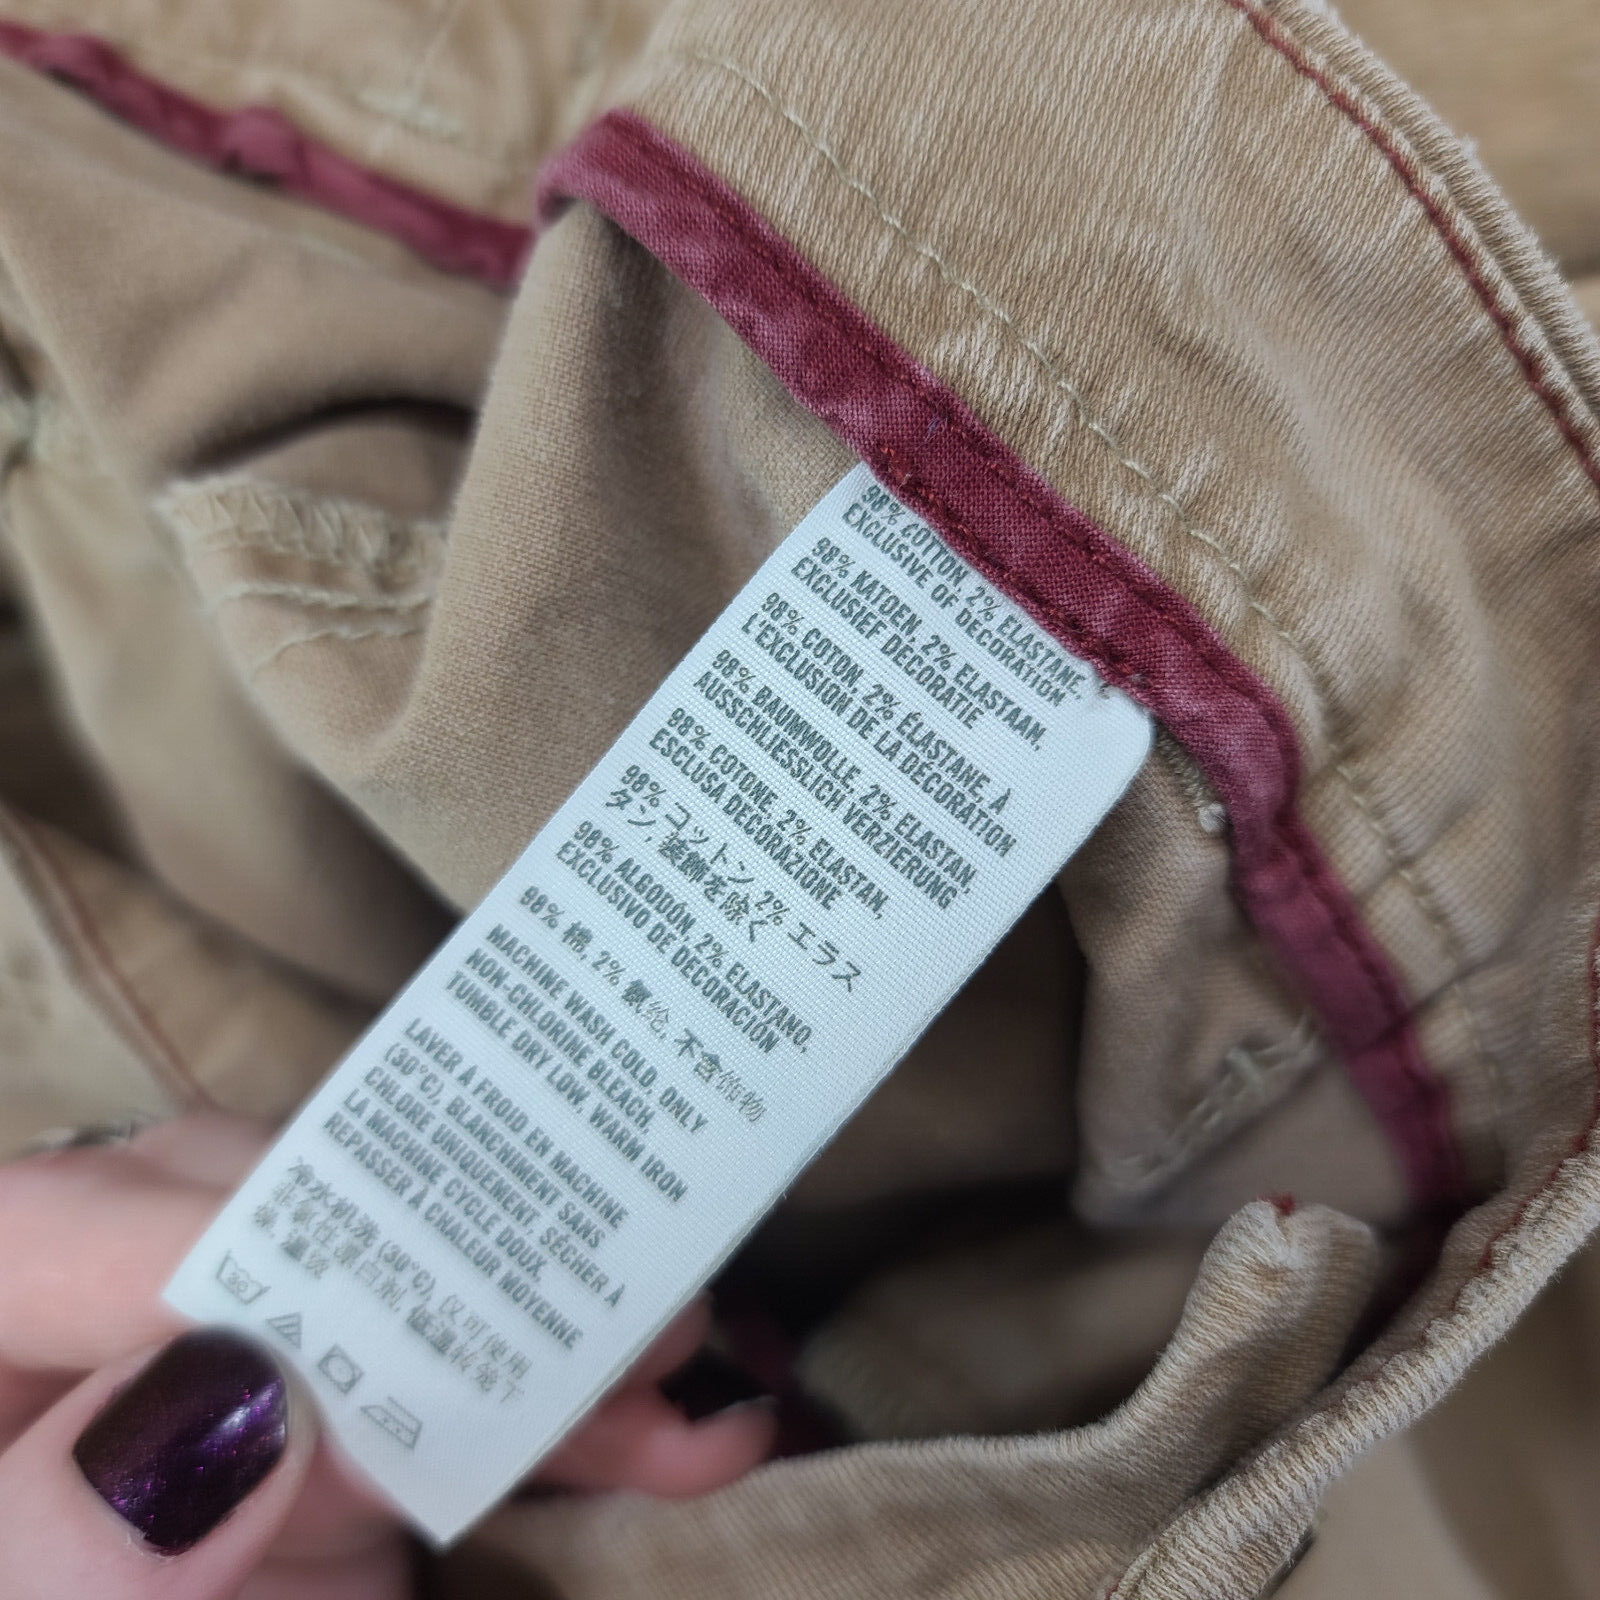 98% COTTON, 2% ELASTANE,
EXCLUSIVE OF DECORATION
98% KATOEN, 2% ELASTAAN,
EXCLUSIEF DECORATIE
98% COTON, 2% ÉLASTANE, À
L'EXCLUSION DE LA DÉCORATION
98% BAUMWOLLE, 2% ELASTAN,
AUSSCHLIESSLICH VERZIERUNG
98% COTONE, 2% ELASTAN,
ESCLUSA DECORAZIONE
98% コットン, 2% エラス
タン, 装飾を除く
98% ALGODÓN, 2% ELASTANO,
EXCLUSIVO DE DECORACIÓN
98% 棉, 2% 氨纶, 不含饰物
MACHINE WASH COLD, ONLY
NON-CHLORINE BLEACH,
TUMBLE DRY LOW, WARM IRON
LAVER À FROID EN MACHINE
(30°C), BLANCHIMENT SANS
CHLORE UNIQUEMENT, SÉCHER À
LA MACHINE CYCLE DOUX,
REPASSER À CHALEUR MOYENNE
冷水机洗 (30°C), 仅可使用
非氯性漂白剂, 低温转笼干
燥, 温烫
30